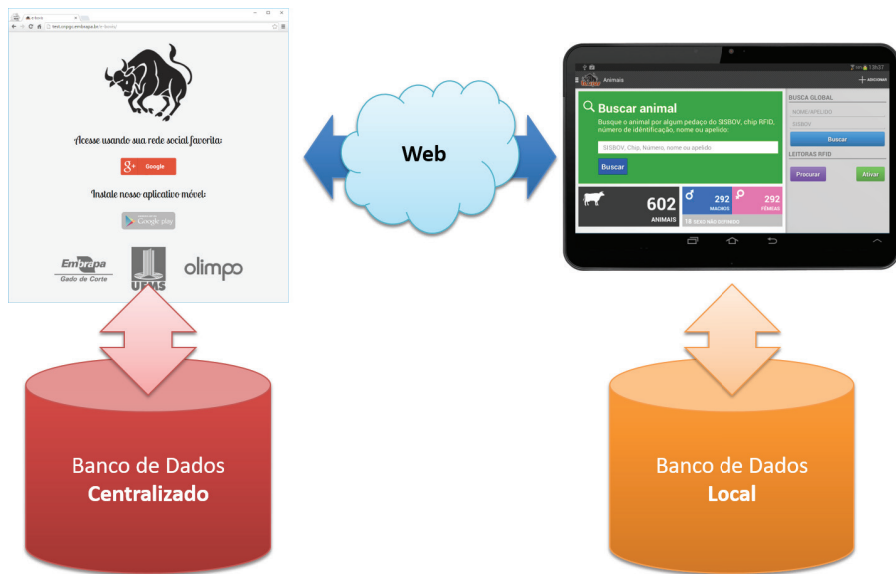 Acesse usando sua rede social favorita:
g+ Google
Instale nosso aplicativo móvel:
Google play
Embrapa
Gado de Corte
UFMS
olimpo
Web
13h37
Animais
ADICIONAR
Buscar animal
Busque o animal por algum pedaço do SISBOV, chip RFID,
número de idêntificação, nome ou apelido:
SISBOV, Chip, Número, nome ou apelido
Buscar
602
ANIMAIS
292
MACHOS
292
FÊMEAS
18 SEXO NÃO DEFINIDO
BUSCA GLOBAL
NOME/APELIDO
SISBOV
Buscar
LEITORAS RFID
Procurar
Ativar
Banco de Dados
Centralizado
Banco de Dados
Local